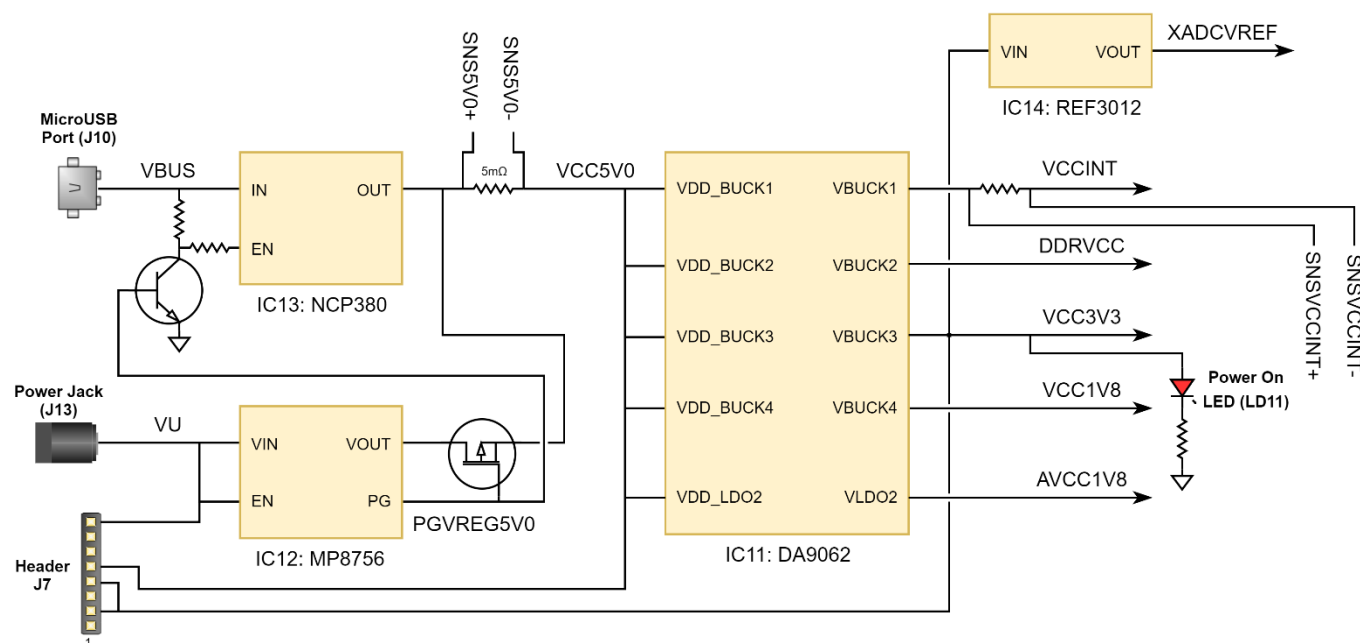 MicroUSB
Port (J10)
VBUS
IN
OUT
EN
IC13: NCP380
SNS5V0+
SNS5V0-
5mΩ
VCC5V0
VIN
VOUT
XADCVREF
IC14: REF3012
VDD_BUCK1
VBUCK1
VCCINT
VDD_BUCK2
VBUCK2
DDRVCC
VDD_BUCK3
VBUCK3
VCC3V3
VDD_BUCK4
VBUCK4
VCC1V8
VDD_LDO2
VLDO2
AVCC1V8
IC11: DA9062
SNSVCCINT+
SNSVCCINT-
Power On
LED (LD11)
Power Jack
(J13)
VU
VIN
VOUT
EN
PG
PGVREG5V0
IC12: MP8756
Header
J7
1